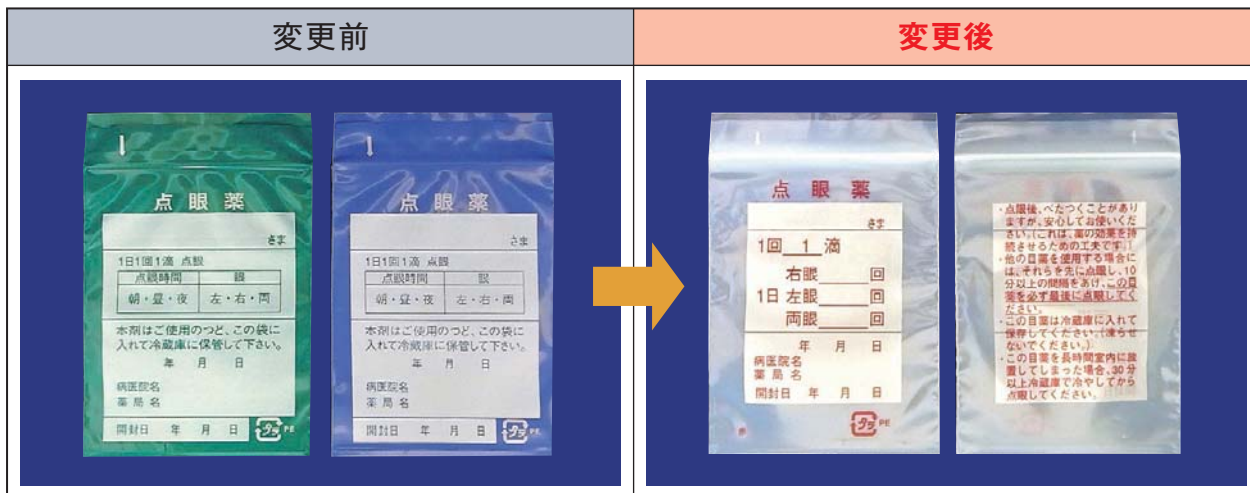 変更前
変更後
点眼薬
さま
1日1回1滴 点眼
点眼時間 眼
朝・昼・夜 左・右・両
本剤はご使用のつど、この袋に
入れて冷蔵庫に保管して下さい。
年 月 日
病医院名
薬局名
開封日 年 月 日
プラ PE
点眼薬
さま
1日1回1滴 点眼
点眼時間 眼
朝・昼・夜 左・右・両
本剤はご使用のつど、この袋に
入れて冷蔵庫に保管して下さい。
年 月 日
病医院名
薬局名
開封日 年 月 日
プラ PE
点眼薬
さま
1回 1 滴
右眼 回
1日 左眼 回
両眼 回
年 月 日
病医院名
薬局名
開封日 年 月 日
プラ PE
・点眼後、べたつくことがあり
ますが、安心してお使いくだ
さい。(これは、薬の効果を持
続させるための工夫です。)
・他の目薬を使用する場合に
は、それらを先に点眼し、10
分以上の間隔をあけ、この目
薬を必ず最後に点眼してく
ださい。
・この目薬は冷蔵庫に入れて
保存してください。(凍らせ
ないでください。)
・この目薬を長時間室内に放
置してしまった場合、30分
以上冷蔵庫で冷やしてから
点眼してください。